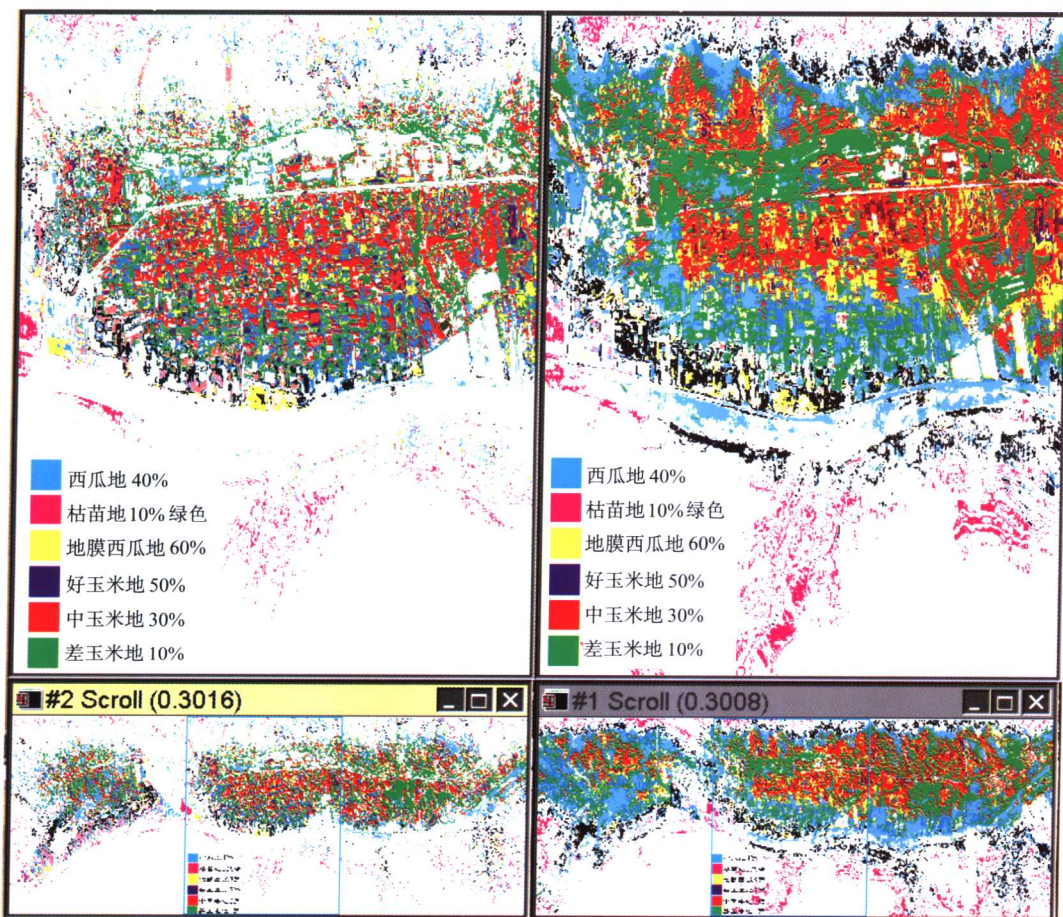 西瓜地 40%
枯苗地 10% 绿色
地膜西瓜地 60%
好玉米地 50%
中玉米地 30%
差玉米地 10%
西瓜地 40%
枯苗地 10% 绿色
地膜西瓜地 60%
好玉米地 50%
中玉米地 30%
差玉米地 10%
#2 Scroll (0.3016)
#1 Scroll (0.3008)